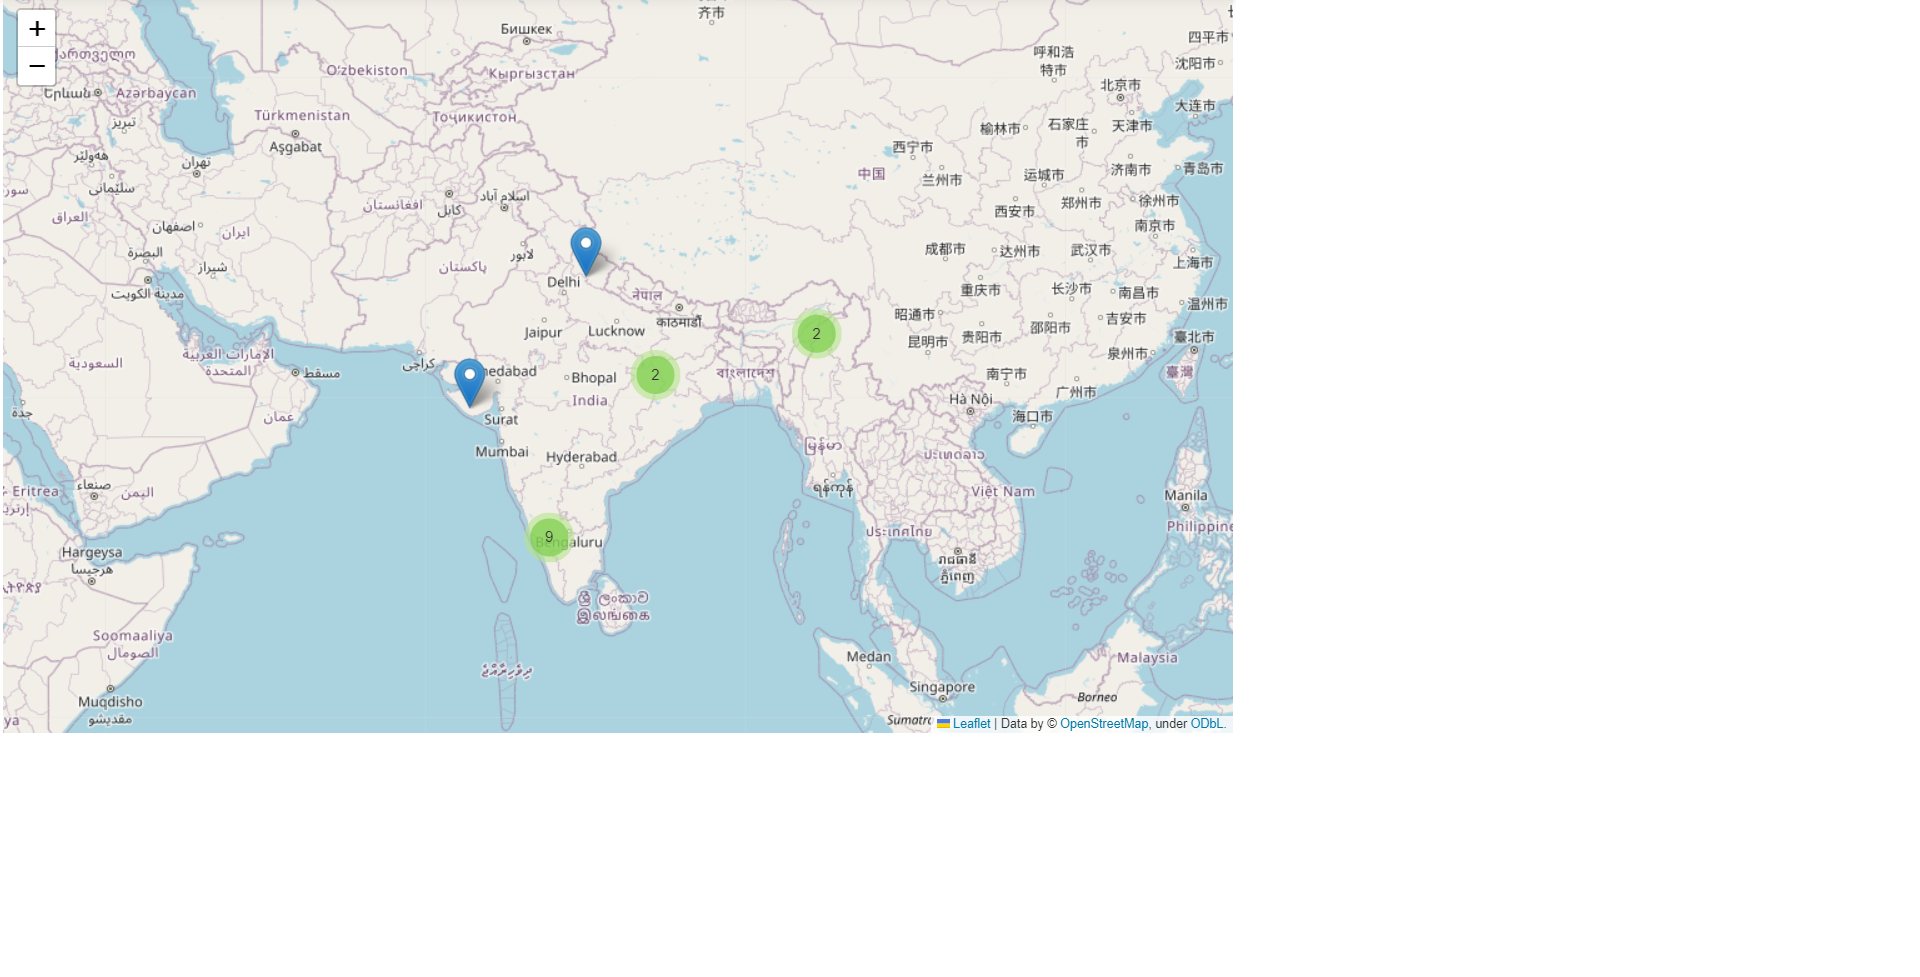 +
−
齐市
Бишкек
四平市
呼和浩
特市
沈阳市
O'zbekiston
Кыргызстан
北京市
Azərbaycan
大连市
Türkmenistan
Тоҷикистон
تبریز
榆林市
石家庄
市
天津市
Aşgabat
西宁市
هەولێر
تهران
中国
兰州市
运城市
济南市
青岛市
سلێمانی
افغانستان
کابل
اسلام آباد
西安市
郑州市
徐州市
العراق
اصفهان
ایران
南京市
لاہور
成都市
达州市
武汉市
البصرة
شیراز
پاکستان
上海市
Delhi
重庆市
长沙市
南昌市
مدينة الكويت
नेपाल
温州市
昭通市
吉安市
काठमाडौँ
Jaipur
Lucknow
2
邵阳市
贵阳市
昆明市
臺北市
الإمارات العربية
المتحدة
泉州市
السعودية
كراچى
مسقط
medabad
Bhopal
2
বাংলাদেশ
南宁市
臺灣
广州市
India
Hà Nội
جدة
عمان
Surat
海口市
Mumbai
Hyderabad
မြန်မာ
ປະເທດລາວ
صنعاء
اليمن
Eritrea
ရန်ကုန်
Việt Nam
Manila
Philippine
ประเทศไทย
9
Bengaluru
Hargeysa
هرجيسا
រាជធានី
ភ្នំពេញ
ශ්‍රී ලංකාව
இலங்கை
Soomaaliya
الصومال
Medan
Malaysia
ދިވެހިރާއްޖެ
Singapore
Borneo
Muqdisho
مقديشو
Sumatra
Leaflet | Data by © OpenStreetMap, under ODbL.